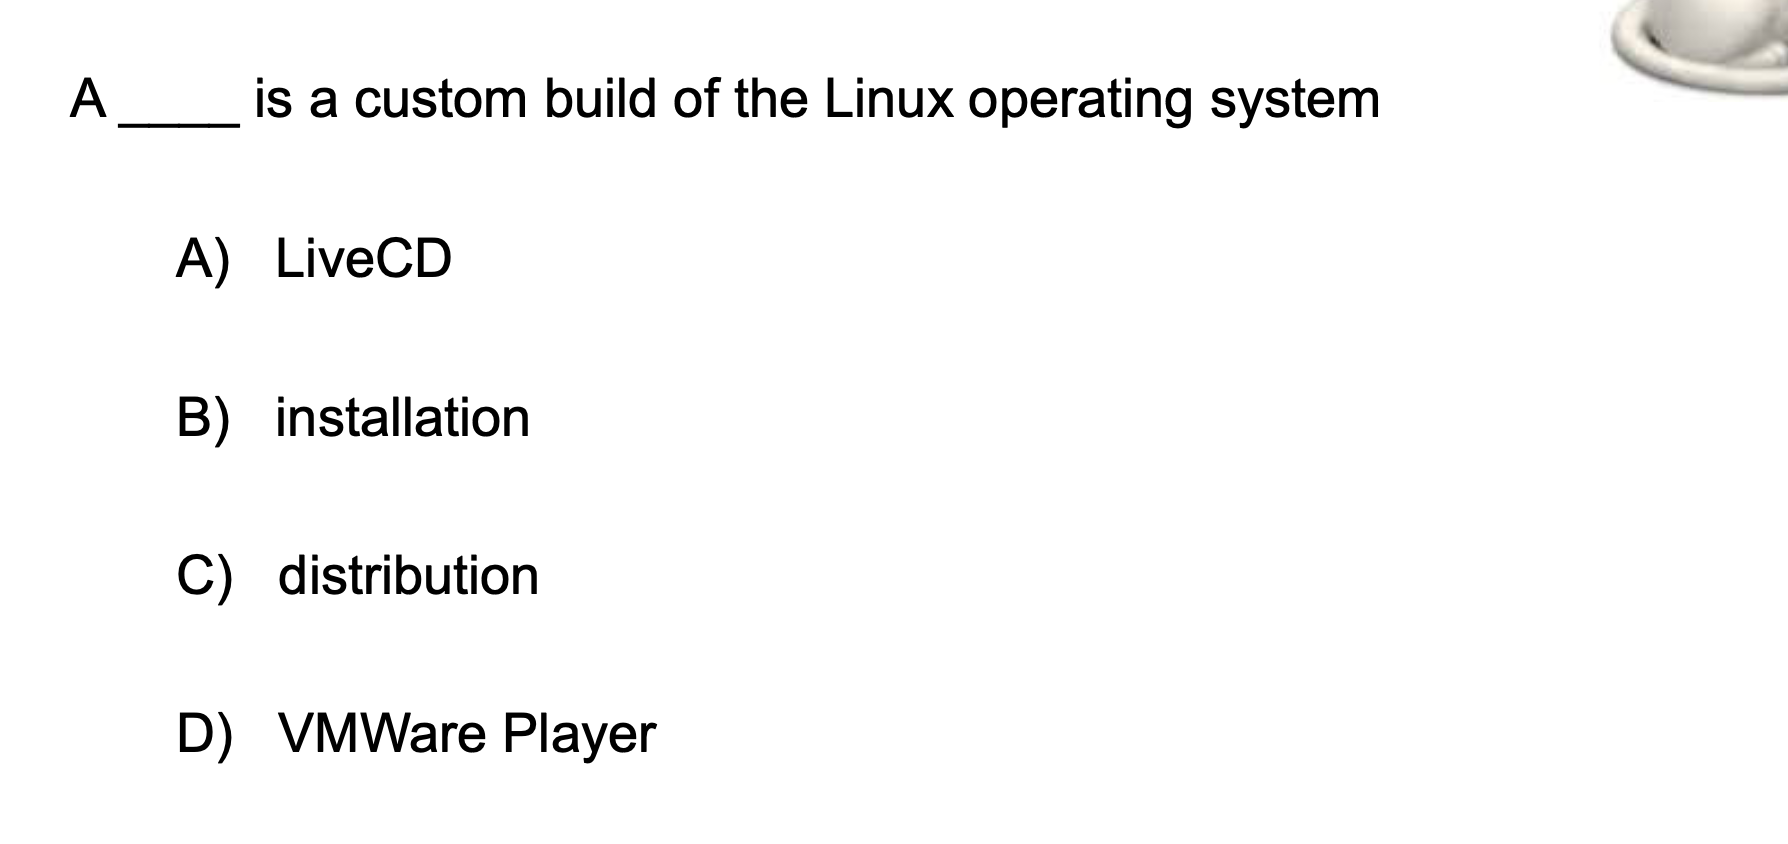 A ____ is a custom build of the Linux operating system
A) LiveCD
B) installation
C) distribution
D) VMWare Player